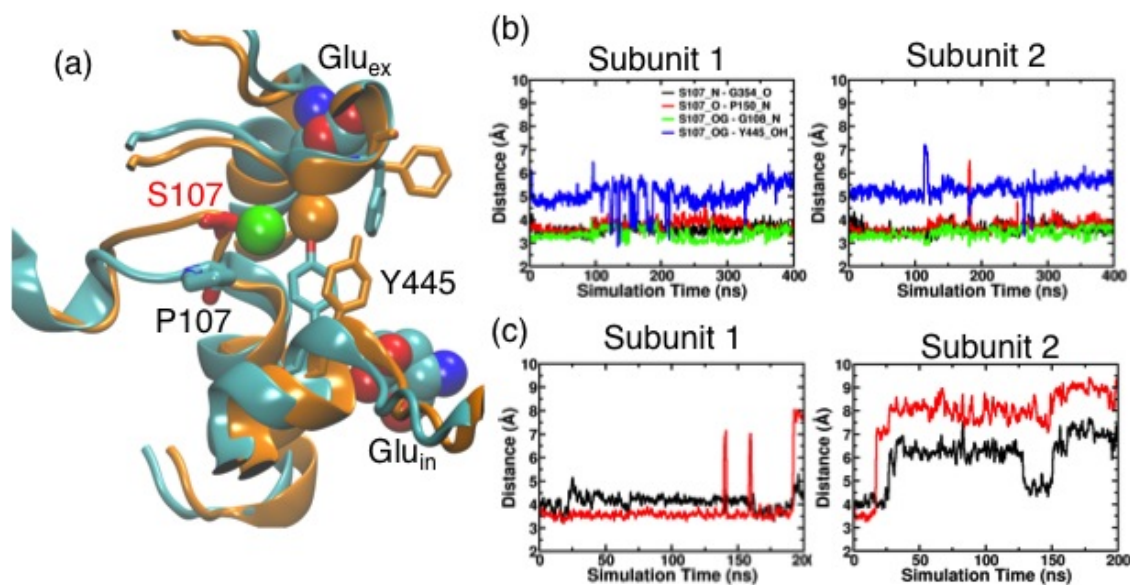 (a)
Glu_ex
S107
P107
Y445
Glu_in
(b)
Subunit 1
Subunit 2
Distance (Å)
10
9
8
7
6
5
4
3
2
S107_N - G354_O
S107_O - P150_N
S107_OG - G108_N
S107_OG - Y445_OH
0 100 200 300 400
Simulation Time (ns)
Distance (Å)
10
9
8
7
6
5
4
3
2
0 100 200 300 400
Simulation Time (ns)
(c)
Subunit 1
Subunit 2
Distance (Å)
10
9
8
7
6
5
4
3
2
0 50 100 150 200
Simulation Time (ns)
Distance (Å)
10
9
8
7
6
5
4
3
2
0 50 100 150 200
Simulation Time (ns)